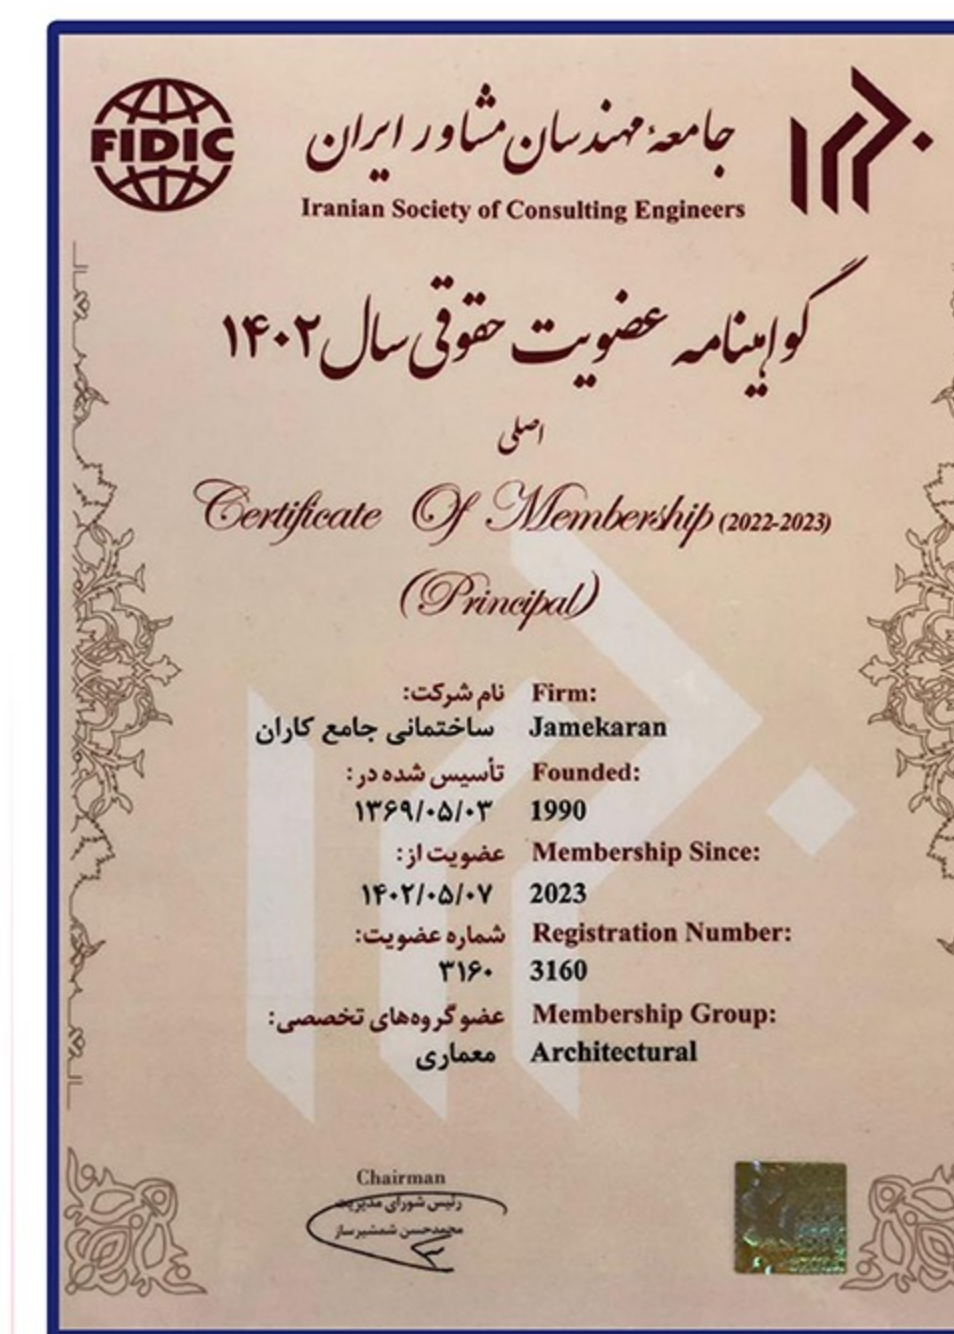 FIDIC
جامعهٔ مهندسان مشاور ایران
Iranian Society of Consulting Engineers
گواهینامه عضویت حقوقی سال ۱۴۰۲
اصلی
Certificate Of Membership (2022-2023)
(Principal)
نام شرکت: Firm:
ساختمانی جامع کاران Jamekaran
تأسیس شده در: Founded:
۱۳۶۹/۰۵/۰۳ 1990
عضویت از: Membership Since:
۱۴۰۲/۰۵/۰۷ 2023
شماره عضویت: Registration Number:
۳۱۶۰ 3160
عضو گروه‌های تخصصی: Membership Group:
معماری Architectural
Chairman
رئیس شورای مدیریت
محمدحسن شمشیرساز